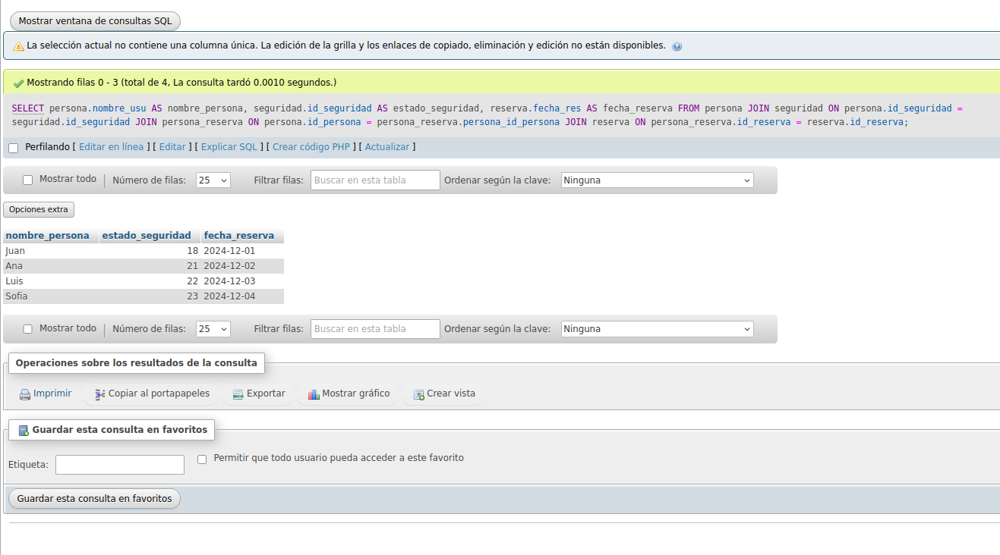 Mostrar ventana de consultas SQL
La selección actual no contiene una columna única. La edición de la grilla y los enlaces de copiado, eliminación y edición no están disponibles.
Mostrando filas 0 - 3 (total de 4, La consulta tardó 0.0010 segundos.)
SELECT persona.nombre_usu AS nombre_persona, seguridad.id_seguridad AS estado_seguridad, reserva.fecha_res AS fecha_reserva FROM persona JOIN seguridad ON persona.id_seguridad =
seguridad.id_seguridad JOIN persona_reserva ON persona.id_persona = persona_reserva.persona_id_persona JOIN reserva ON persona_reserva.id_reserva = reserva.id_reserva;
Perfilando [ Editar en línea ] [ Editar ] [ Explicar SQL ] [ Crear código PHP ] [ Actualizar ]
Mostrar todo Número de filas: 25 Filtrar filas: Buscar en esta tabla Ordenar según la clave: Ninguna
Opciones extra
nombre_persona estado_seguridad fecha_reserva
Juan 18 2024-12-01
Ana 21 2024-12-02
Luis 22 2024-12-03
Sofia 23 2024-12-04
Mostrar todo Número de filas: 25 Filtrar filas: Buscar en esta tabla Ordenar según la clave: Ninguna
Operaciones sobre los resultados de la consulta
Imprimir Copiar al portapapeles Exportar Mostrar gráfico Crear vista
Guardar esta consulta en favoritos
Etiqueta: Permitir que todo usuario pueda acceder a este favorito
Guardar esta consulta en favoritos